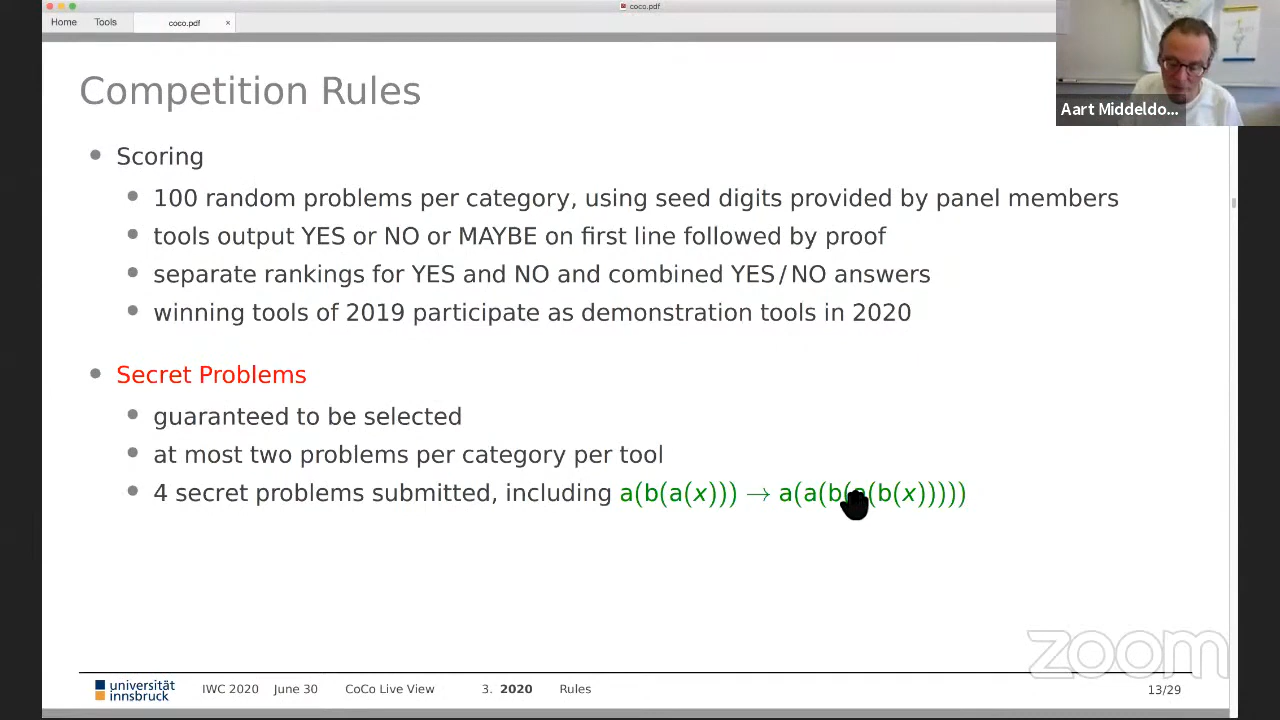 coco.pdf
Home Tools coco.pdf ×
Competition Rules
Aart Middeldo...
• Scoring
• 100 random problems per category, using seed digits provided by panel members
• tools output YES or NO or MAYBE on first line followed by proof
• separate rankings for YES and NO and combined YES / NO answers
• winning tools of 2019 participate as demonstration tools in 2020
• Secret Problems
• guaranteed to be selected
• at most two problems per category per tool
• 4 secret problems submitted, including a(b(a(x))) → a(a(b(a(b(x)))))
zoom
universität innsbruck IWC 2020 June 30 CoCo Live View 3. 2020 Rules 13/29